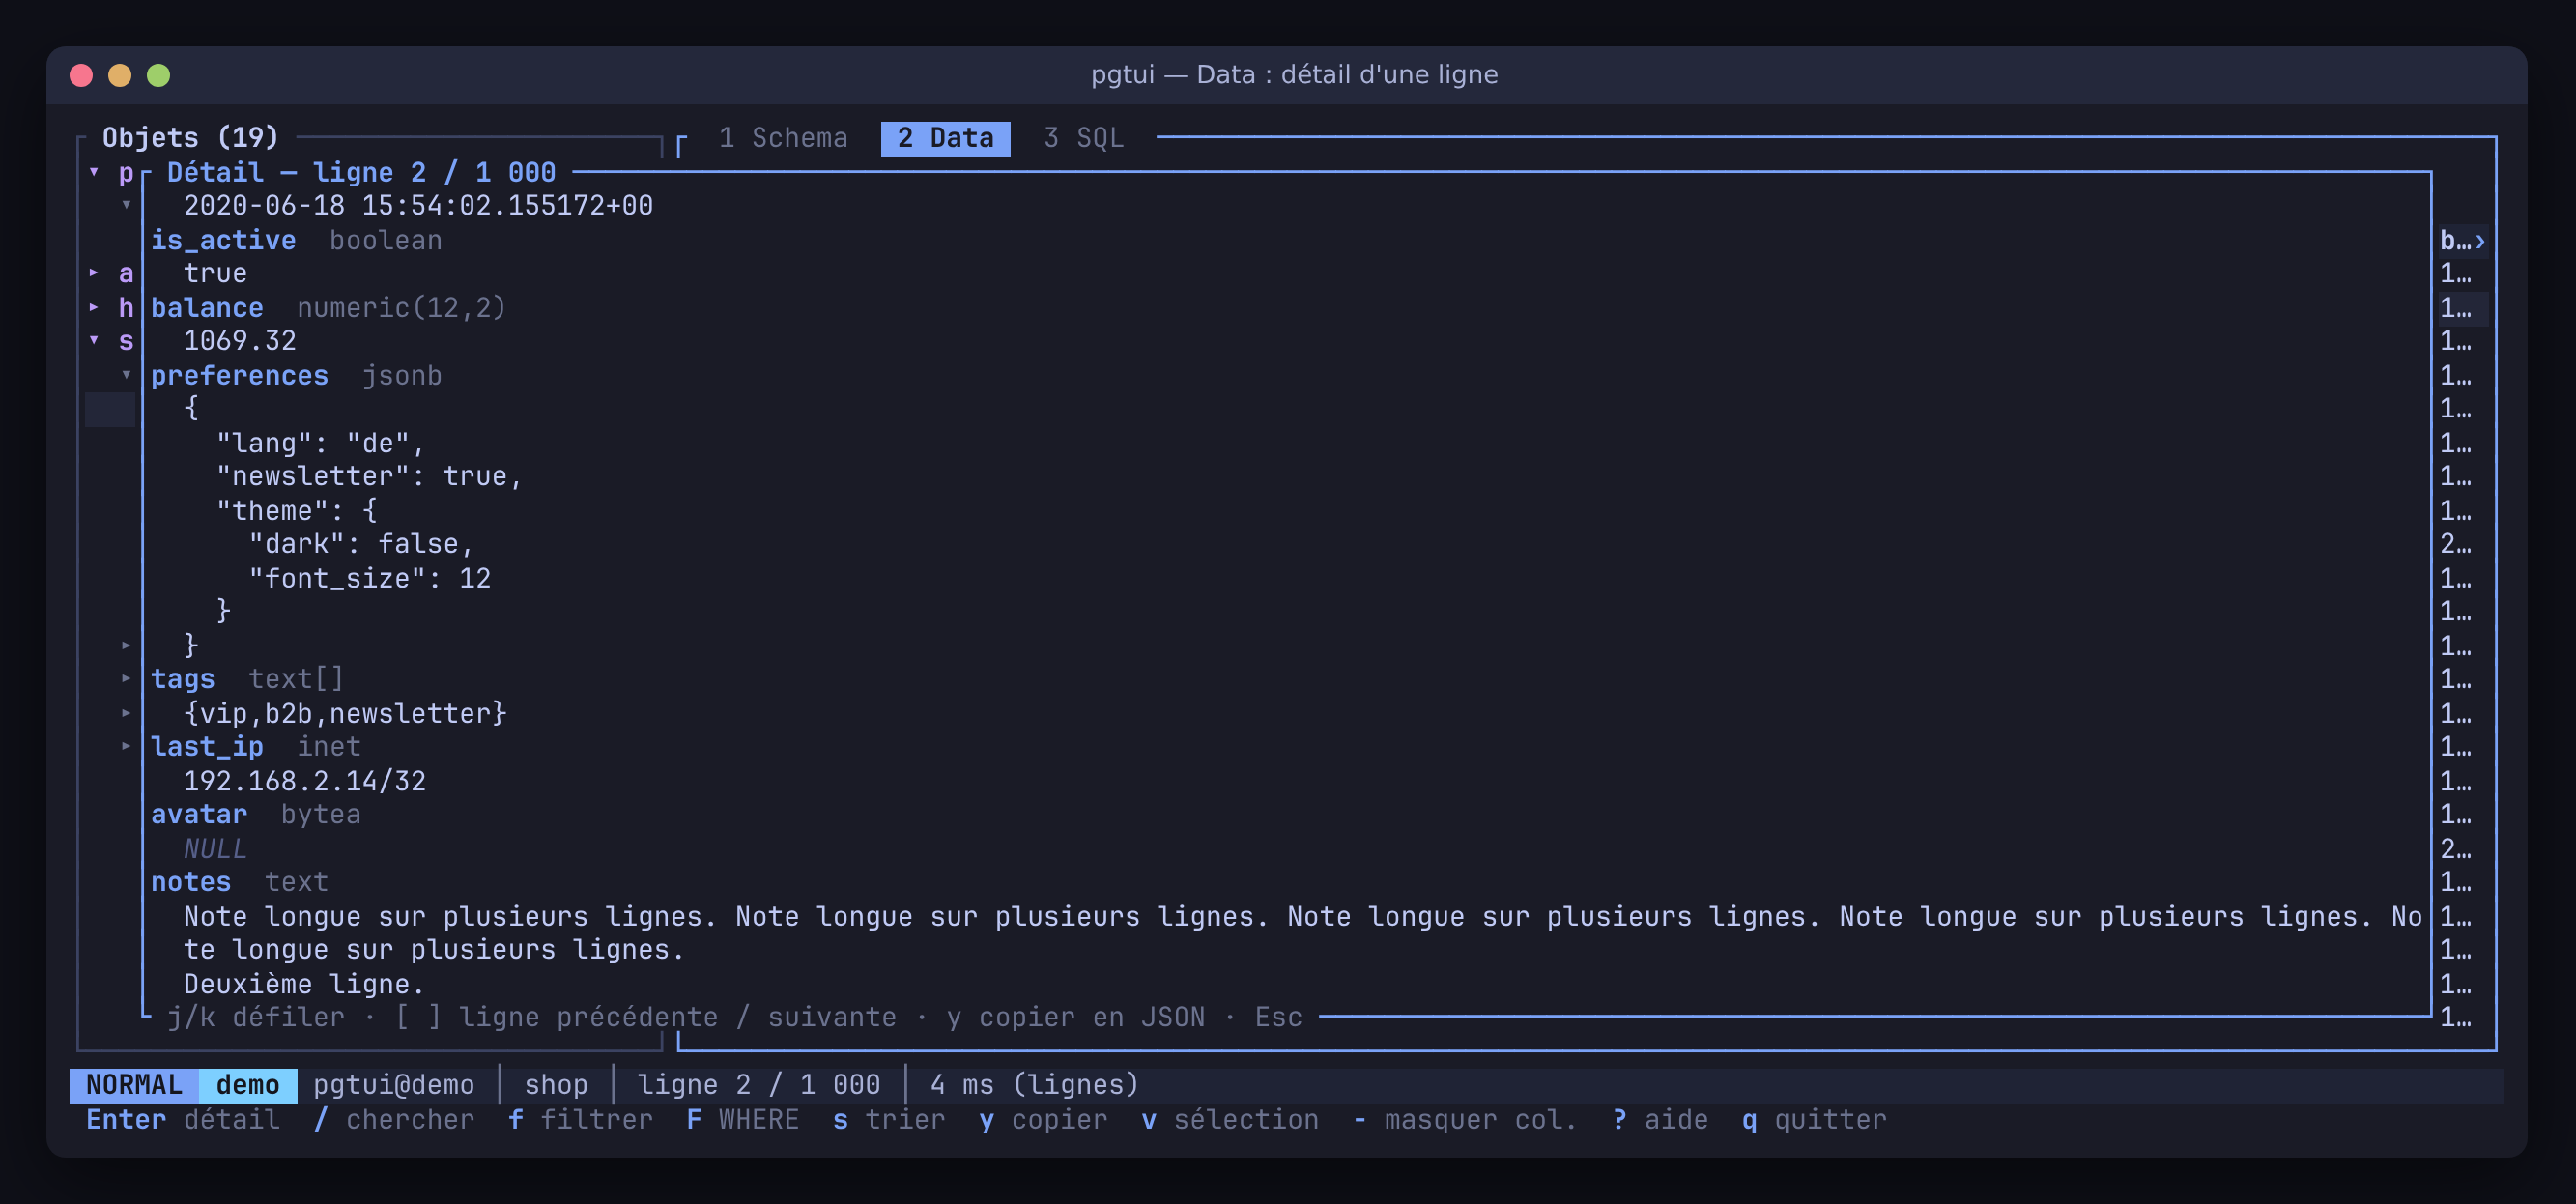 pgtui — Data : détail d'une ligne
Objets (19) 1 Schema 2 Data 3 SQL
▾ p Détail — ligne 2 / 1 000
▾ 2020-06-18 15:54:02.155172+00
is_active boolean b…›
▸ a true 1…
▸ h balance numeric(12,2) 1…
▾ s 1069.32 1…
▾ preferences jsonb 1…
{ 1…
"lang": "de", 1…
"newsletter": true, 1…
"theme": { 1…
"dark": false, 2…
"font_size": 12 1…
} 1…
▸ } 1…
▸ tags text[] 1…
▸ {vip,b2b,newsletter} 1…
▸ last_ip inet 1…
192.168.2.14/32 1…
avatar bytea 1…
NULL 2…
notes text 1…
Note longue sur plusieurs lignes. Note longue sur plusieurs lignes. Note longue sur plusieurs lignes. Note longue sur plusieurs lignes. No 1…
te longue sur plusieurs lignes. 1…
Deuxième ligne. 1…
j/k défiler · [ ] ligne précédente / suivante · y copier en JSON · Esc 1…
NORMAL demo pgtui@demo │ shop │ ligne 2 / 1 000 │ 4 ms (lignes)
Enter détail / chercher f filtrer F WHERE s trier y copier v sélection - masquer col. ? aide q quitter